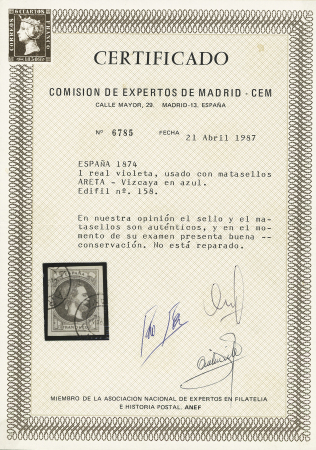 CERTIFICADO
COMISION DE EXPERTOS DE MADRID - CEM
CALLE MAYOR, 29. MADRID-13. ESPAÑA
Nº 6785 FECHA 21 Abril 1987
ESPAÑA 1874
1 real violeta, usado con matasellos
ARETA - Vizcaya en azul.
Edifil nº. 158.
En nuestra opinión el sello y el ma-
tasellos son auténticos, y en el mo-
mento de su examen presenta buena --
conservación. No está reparado.
MIEMBRO DE LA ASOCIACION NACIONAL DE EXPERTOS EN FILATELIA
E HISTORIA POSTAL. ANEF